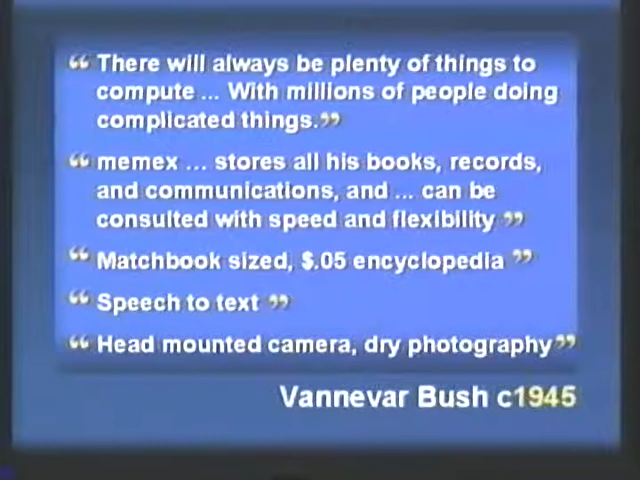 “ There will always be plenty of things to
compute ... With millions of people doing
complicated things.”
“ memex ... stores all his books, records,
and communications, and ... can be
consulted with speed and flexibility ”
“ Matchbook sized, $.05 encyclopedia ”
“ Speech to text ”
“ Head mounted camera, dry photography”
Vannevar Bush c1945